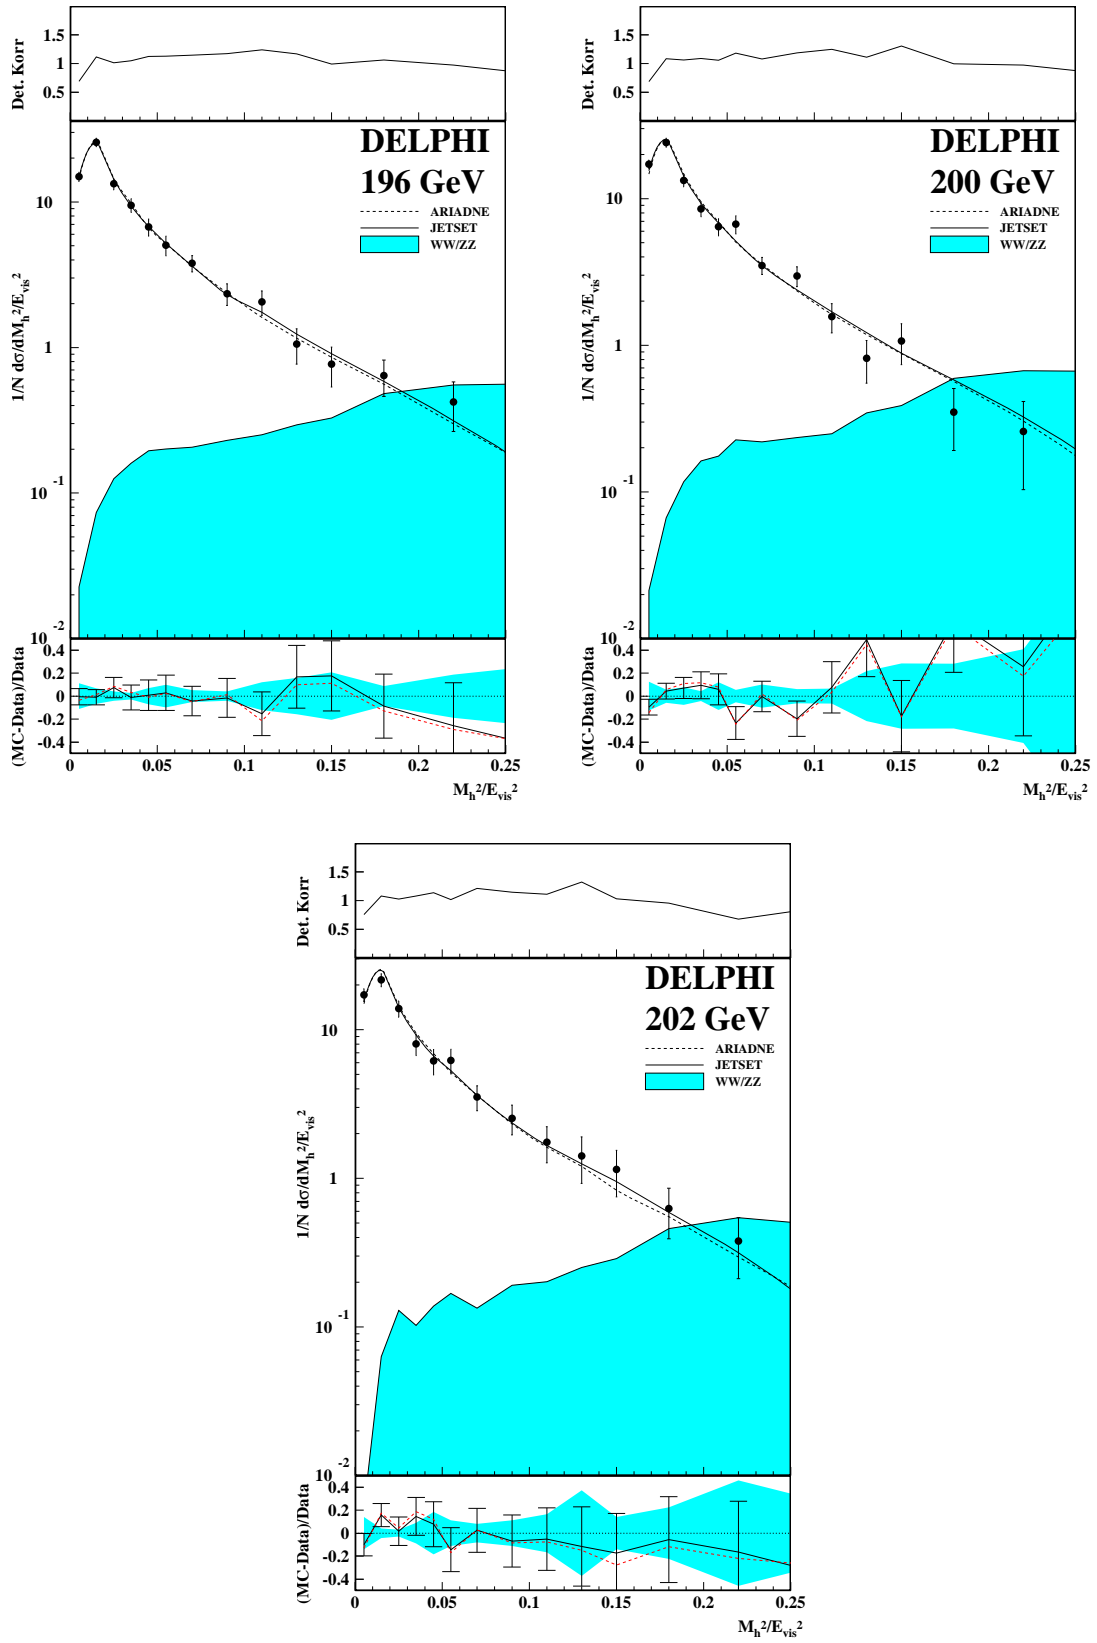 Det. Korr
1.5
1
0.5
DELPHI
196 GeV
ARIADNE
JETSET
WW/ZZ
1/N dσ/dM_h^2/E_vis^2
10
1
10^-1
10^-2
(MC-Data)/Data
0.4
0.2
0
-0.2
-0.4
0 0.05 0.1 0.15 0.2 0.25
M_h^2/E_vis^2
Det. Korr
1.5
1
0.5
DELPHI
200 GeV
ARIADNE
JETSET
WW/ZZ
1/N dσ/dM_h^2/E_vis^2
10
1
10^-1
10^-2
(MC-Data)/Data
0.4
0.2
0
-0.2
-0.4
0 0.05 0.1 0.15 0.2 0.25
M_h^2/E_vis^2
Det. Korr
1.5
1
0.5
DELPHI
202 GeV
ARIADNE
JETSET
WW/ZZ
1/N dσ/dM_h^2/E_vis^2
10
1
10^-1
10^-2
(MC-Data)/Data
0.4
0.2
0
-0.2
-0.4
0 0.05 0.1 0.15 0.2 0.25
M_h^2/E_vis^2